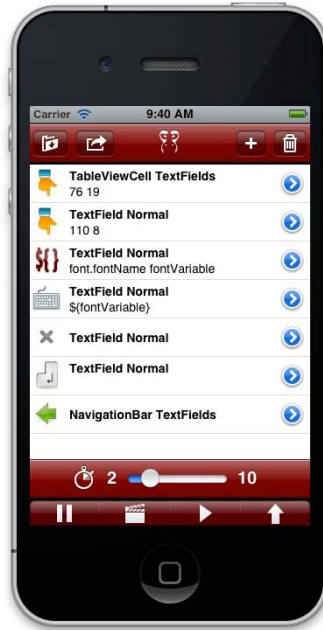 Carrier 9:40 AM
TableViewCell TextFields
76 19
TextField Normal
110 8
${} TextField Normal
font.fontName fontVariable
TextField Normal
${fontVariable}
TextField Normal
TextField Normal
NavigationBar TextFields
2 10